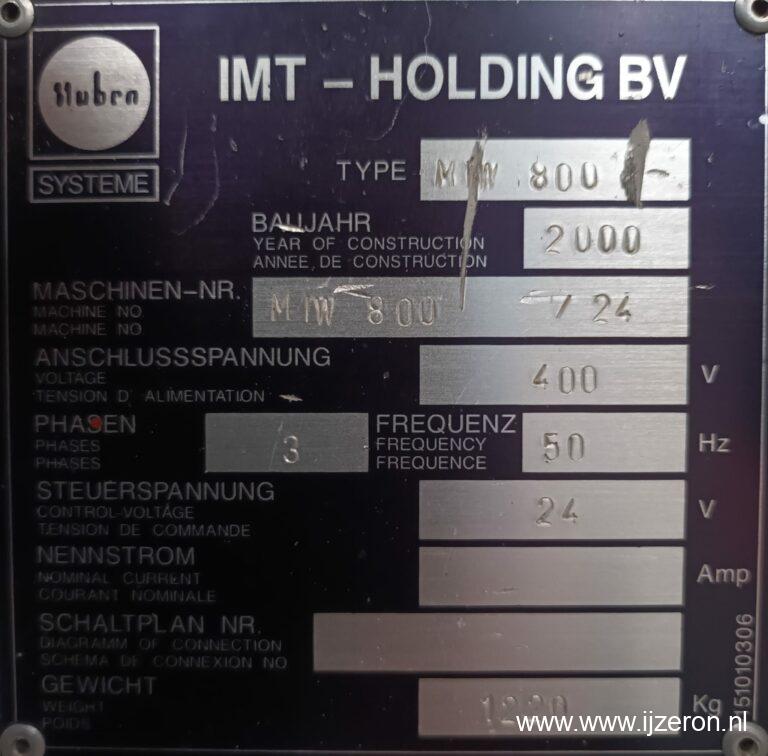 Hubra
SYSTEME
IMT – HOLDING BV
TYPE MIW 800
BAUJAHR
YEAR OF CONSTRUCTION
ANNEE DE CONSTRUCTION
2000
MASCHINEN–NR.
MACHINE NO.
MACHINE NO
MIW 800 / 24
ANSCHLUSSSPANNUNG
VOLTAGE
TENSION D' ALIMENTATION
400 V
PHASEN
PHASES
PHASES
3
FREQUENZ
FREQUENCY
FREQUENCE
50 Hz
STEUERSPANNUNG
CONTROL-VOLTAGE
TENSION DE COMMANDE
24 V
NENNSTROM
NOMINAL CURRENT
COURANT NOMINALE
Amp
SCHALTPLAN NR.
DIAGRAMM OF CONNECTION
SCHEMA DE CONNEXION NO
GEWICHT
WEIGHT
POIDS
1220 Kg
151010306
www.www.ijzeron.nl